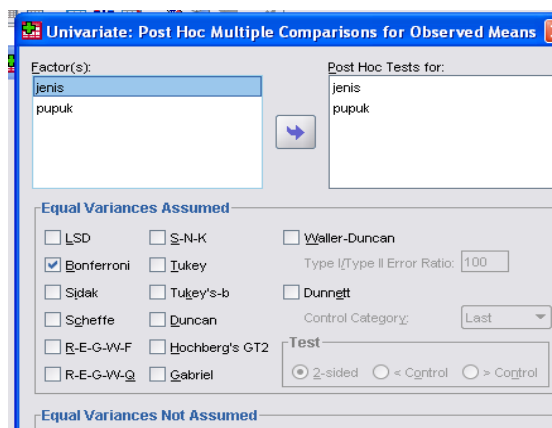 Univariate: Post Hoc Multiple Comparisons for Observed Means
Factor(s):
jenis
pupuk
Post Hoc Tests for:
jenis
pupuk
Equal Variances Assumed
LSD S-N-K Waller-Duncan
Bonferroni Tukey Type I/Type II Error Ratio: 100
Sidak Tukey's-b Dunnett
Scheffe Duncan Control Category: Last
R-E-G-W-F Hochberg's GT2 Test
R-E-G-W-Q Gabriel 2-sided < Control > Control
Equal Variances Not Assumed